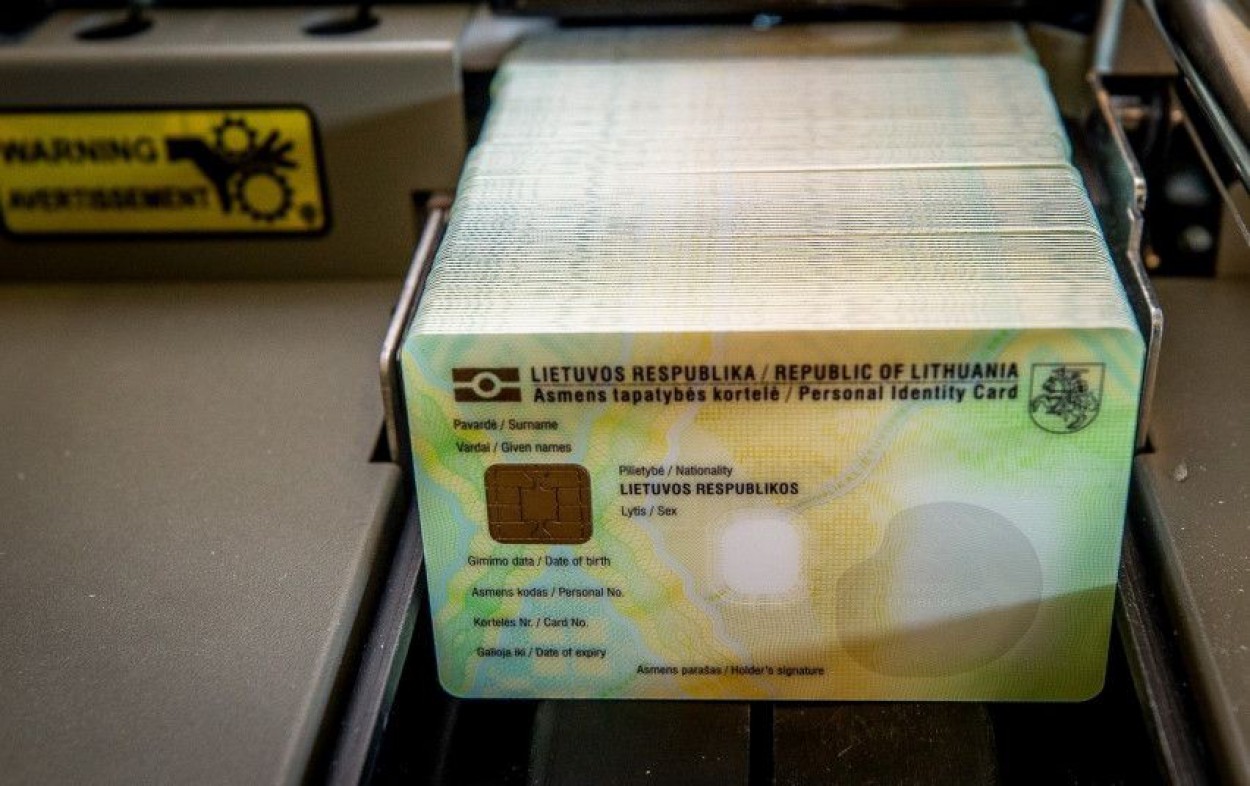 WARNING
AVERTISSEMENT
LIETUVOS RESPUBLIKA / REPUBLIC OF LITHUANIA
Asmens tapatybės kortelė / Personal Identity Card
Pavardė / Surname
Vardai / Given names
Pilietybė / Nationality
LIETUVOS RESPUBLIKOS
Lytis / Sex
Gimimo data / Date of birth
Asmens kodas / Personal No.
Kortelės Nr. / Card No.
Galioja iki / Date of expiry
Asmens parašas / Holder's signature